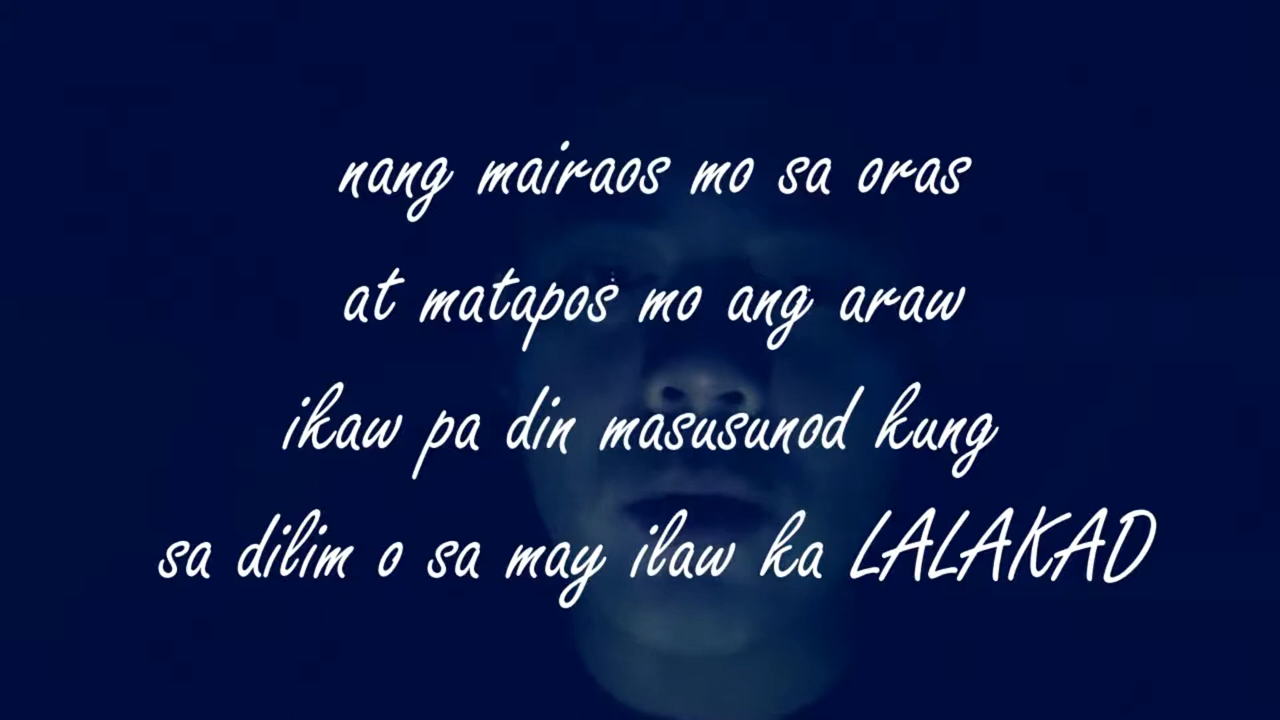 nang mairaos mo sa oras
at matapos mo ang araw
ikaw pa din masusunod kung
sa dilim o sa may ilaw ka LALAKAD